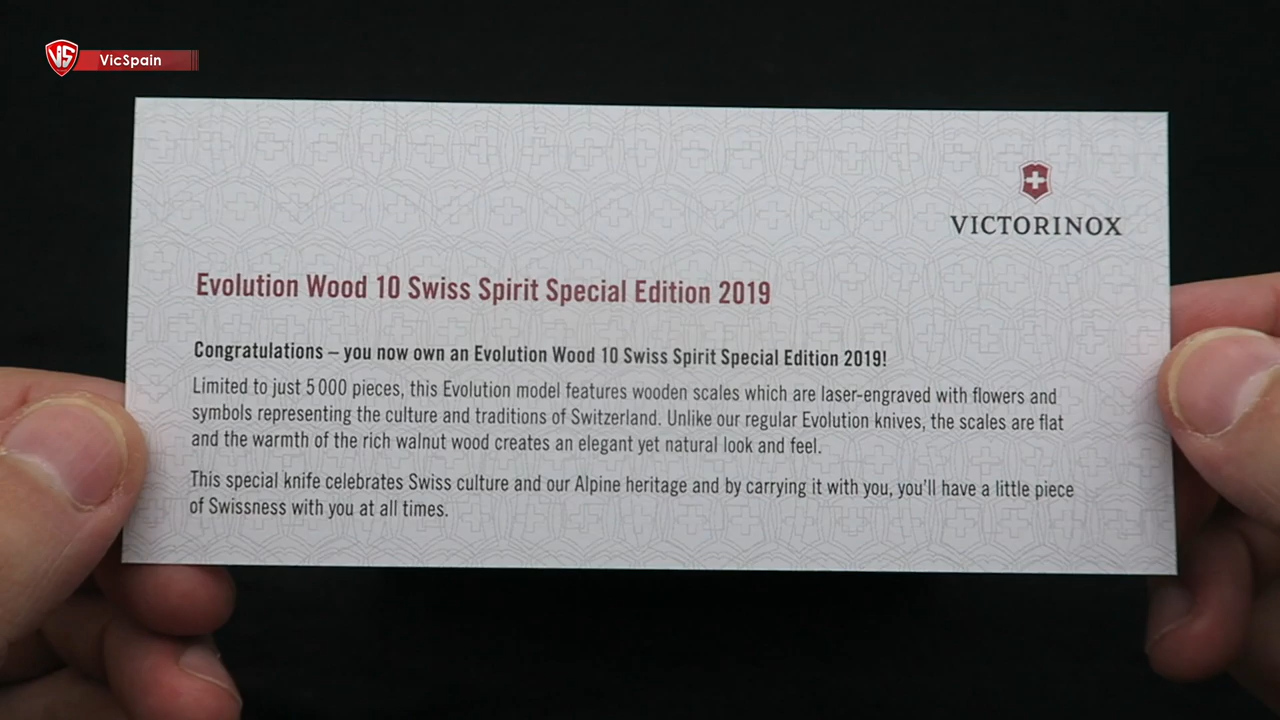 VS VicSpain
VICTORINOX
Evolution Wood 10 Swiss Spirit Special Edition 2019
Congratulations – you now own an Evolution Wood 10 Swiss Spirit Special Edition 2019!
Limited to just 5 000 pieces, this Evolution model features wooden scales which are laser-engraved with flowers and
symbols representing the culture and traditions of Switzerland. Unlike our regular Evolution knives, the scales are flat
and the warmth of the rich walnut wood creates an elegant yet natural look and feel.
This special knife celebrates Swiss culture and our Alpine heritage and by carrying it with you, you'll have a little piece
of Swissness with you at all times.